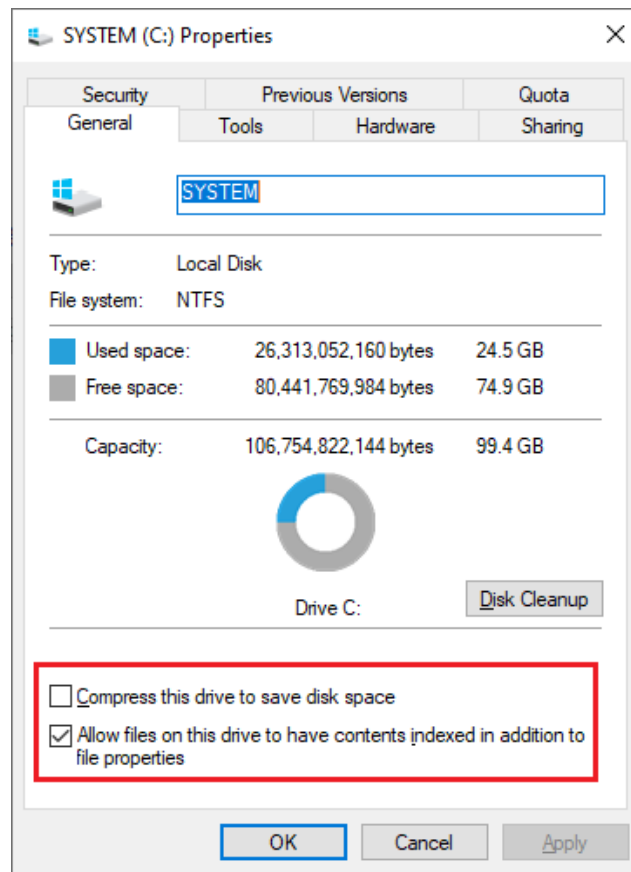 SYSTEM (C:) Properties
Security Previous Versions Quota
General Tools Hardware Sharing
SYSTEM
Type: Local Disk
File system: NTFS
Used space: 26,313,052,160 bytes 24.5 GB
Free space: 80,441,769,984 bytes 74.9 GB
Capacity: 106,754,822,144 bytes 99.4 GB
Drive C: Disk Cleanup
Compress this drive to save disk space
Allow files on this drive to have contents indexed in addition to
file properties
OK Cancel Apply